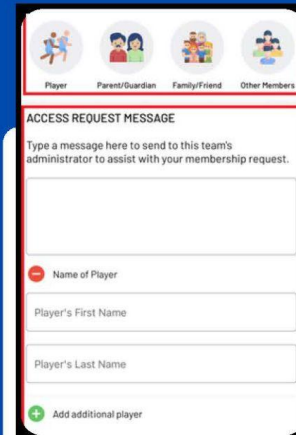 Player Parent/Guardian Family/Friend Other Members
ACCESS REQUEST MESSAGE
Type a message here to send to this team's
administrator to assist with your membership request.
Name of Player
Player's First Name
Player's Last Name
Add additional player